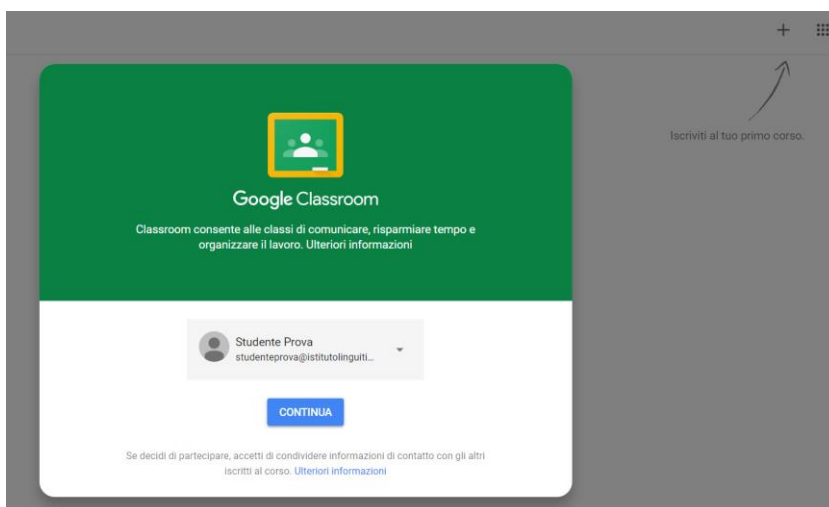 Iscriviti al tuo primo corso.
Google Classroom
Classroom consente alle classi di comunicare, risparmiare tempo e
organizzare il lavoro. Ulteriori informazioni
Studente Prova
studenteprova@istitutolinguiti...
CONTINUA
Se decidi di partecipare, accetti di condividere informazioni di contatto con gli altri
iscritti al corso. Ulteriori informazioni